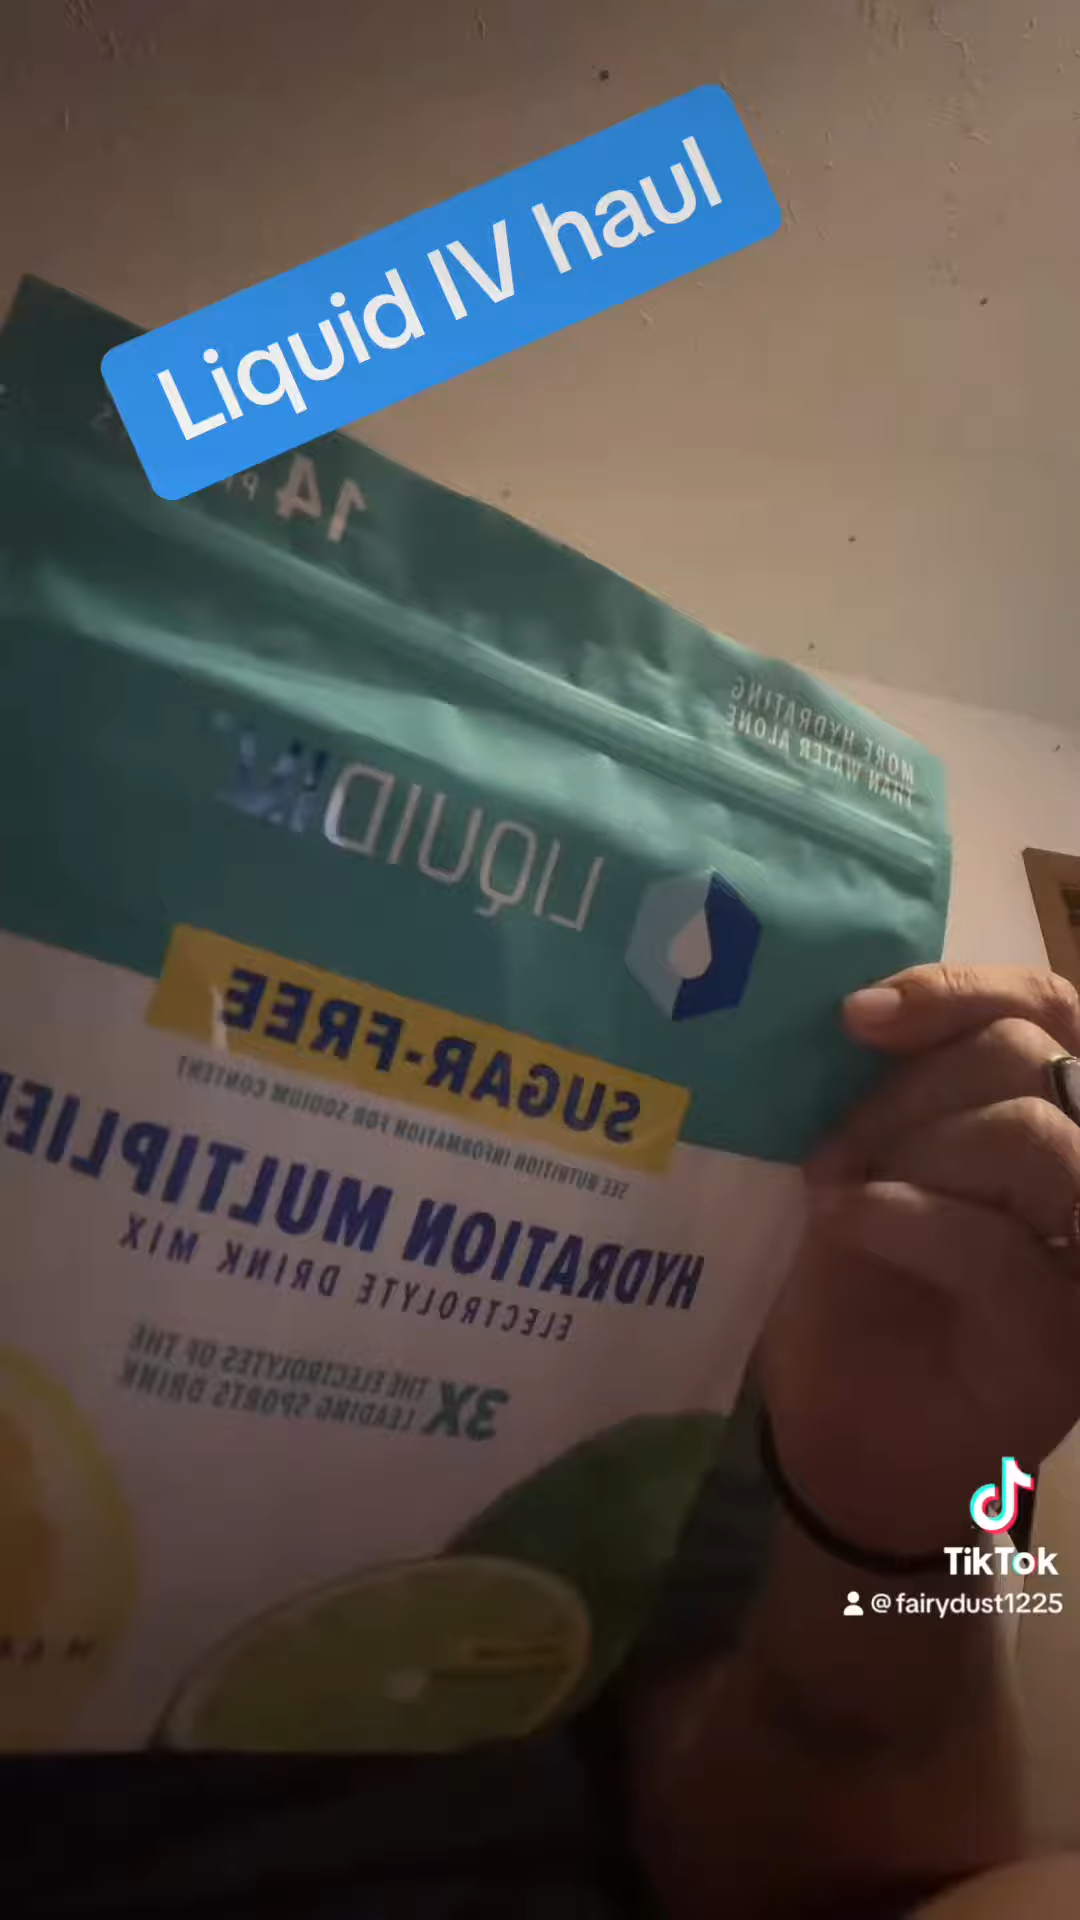 Liquid IV haul
14
MORE HYDRATING
THAN WATER ALONE
LIQUID I.V.
SUGAR-FREE
SEE NUTRITION INFORMATION FOR SODIUM CONTENT
HYDRATION MULTIPLIE
ELECTROLYTE DRINK MIX
3X THE ELECTROLYTES OF THE
LEADING SPORTS DRINK
TikTok
@fairydust1225